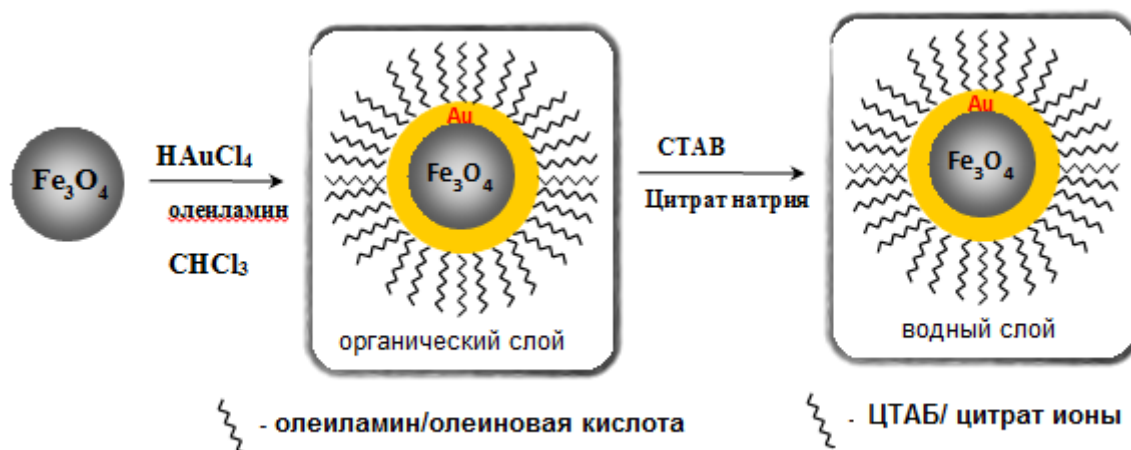 Fe₃O₄
HAuCl₄
олеиламин
CHCl₃
Au
Fe₃O₄
органический слой
CTAB
Цитрат натрия
Au
Fe₃O₄
водный слой
- олеиламин/олеиновая кислота
- ЦТАБ/ цитрат ионы